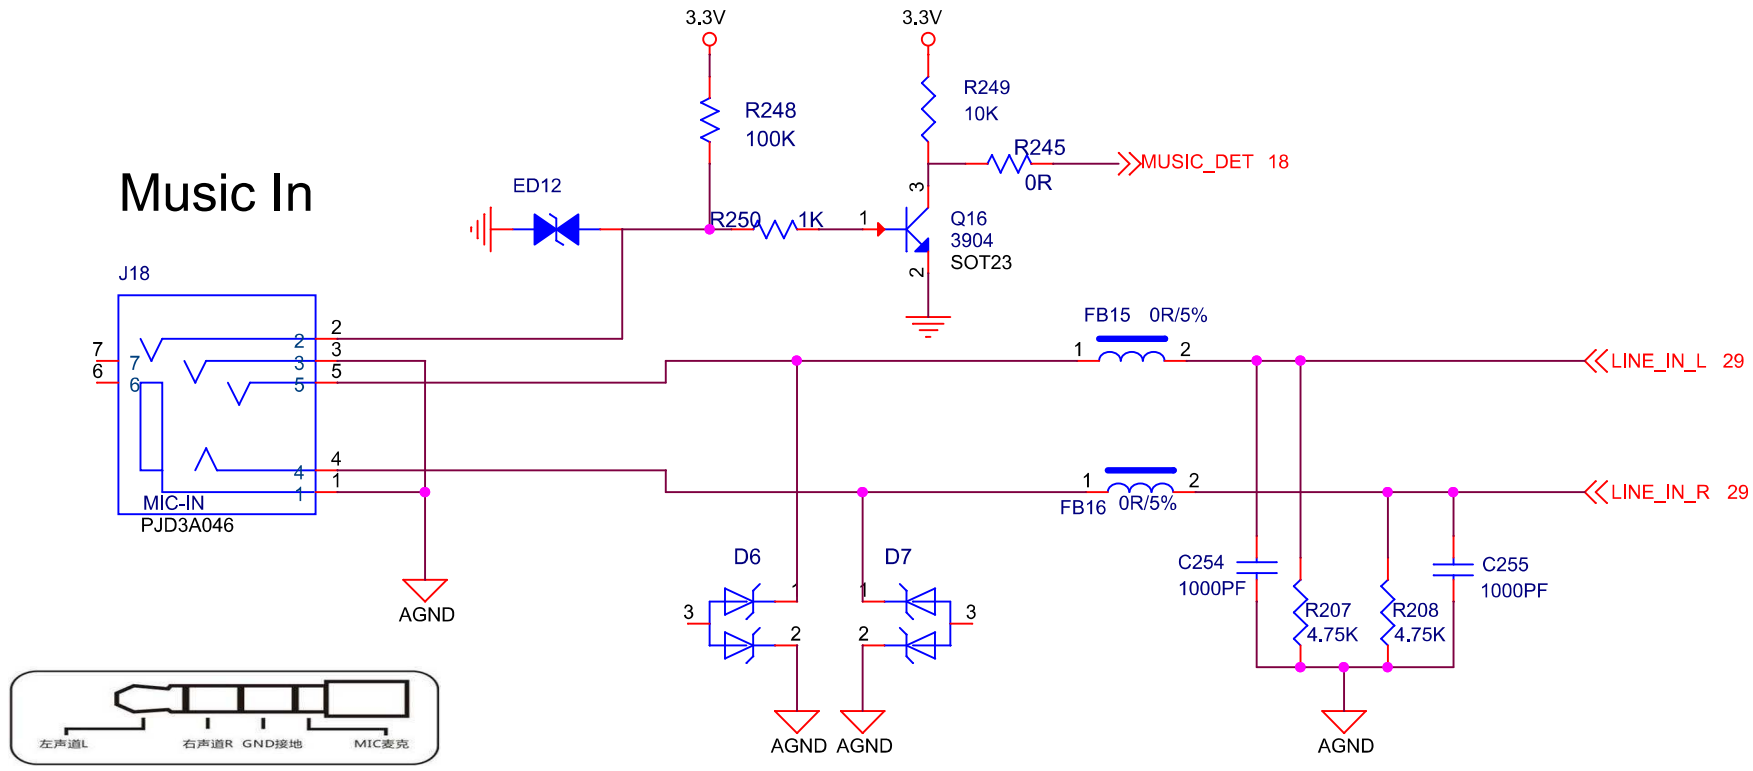 3.3V
3.3V
R249
10K
R248
100K
R245
0R
MUSIC_DET 18
Music In
ED12
3
R250
1K
1
Q16
3904
SOT23
2
J18
FB15 0R/5%
2
2
7
7
3
3
1
2
LINE_IN_L 29
6
6
5
5
4
4
1
2
1
1
MIC-IN
PJD3A046
FB16
0R/5%
LINE_IN_R 29
D6
D7
C254
1000PF
C255
1000PF
1
1
3
3
R207
4.75K
R208
4.75K
2
2
AGND
AGND
AGND
AGND
左声道L
右声道R
GND接地
MIC麦克